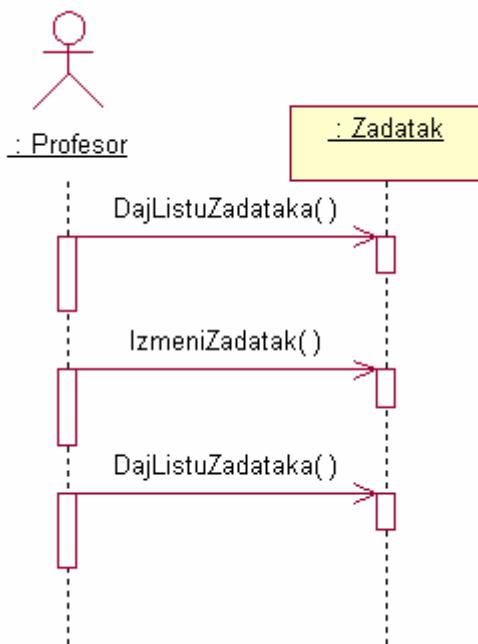 : Profesor
: Zadatak
DajListuZadataka( )
IzmeniZadatak( )
DajListuZadataka( )